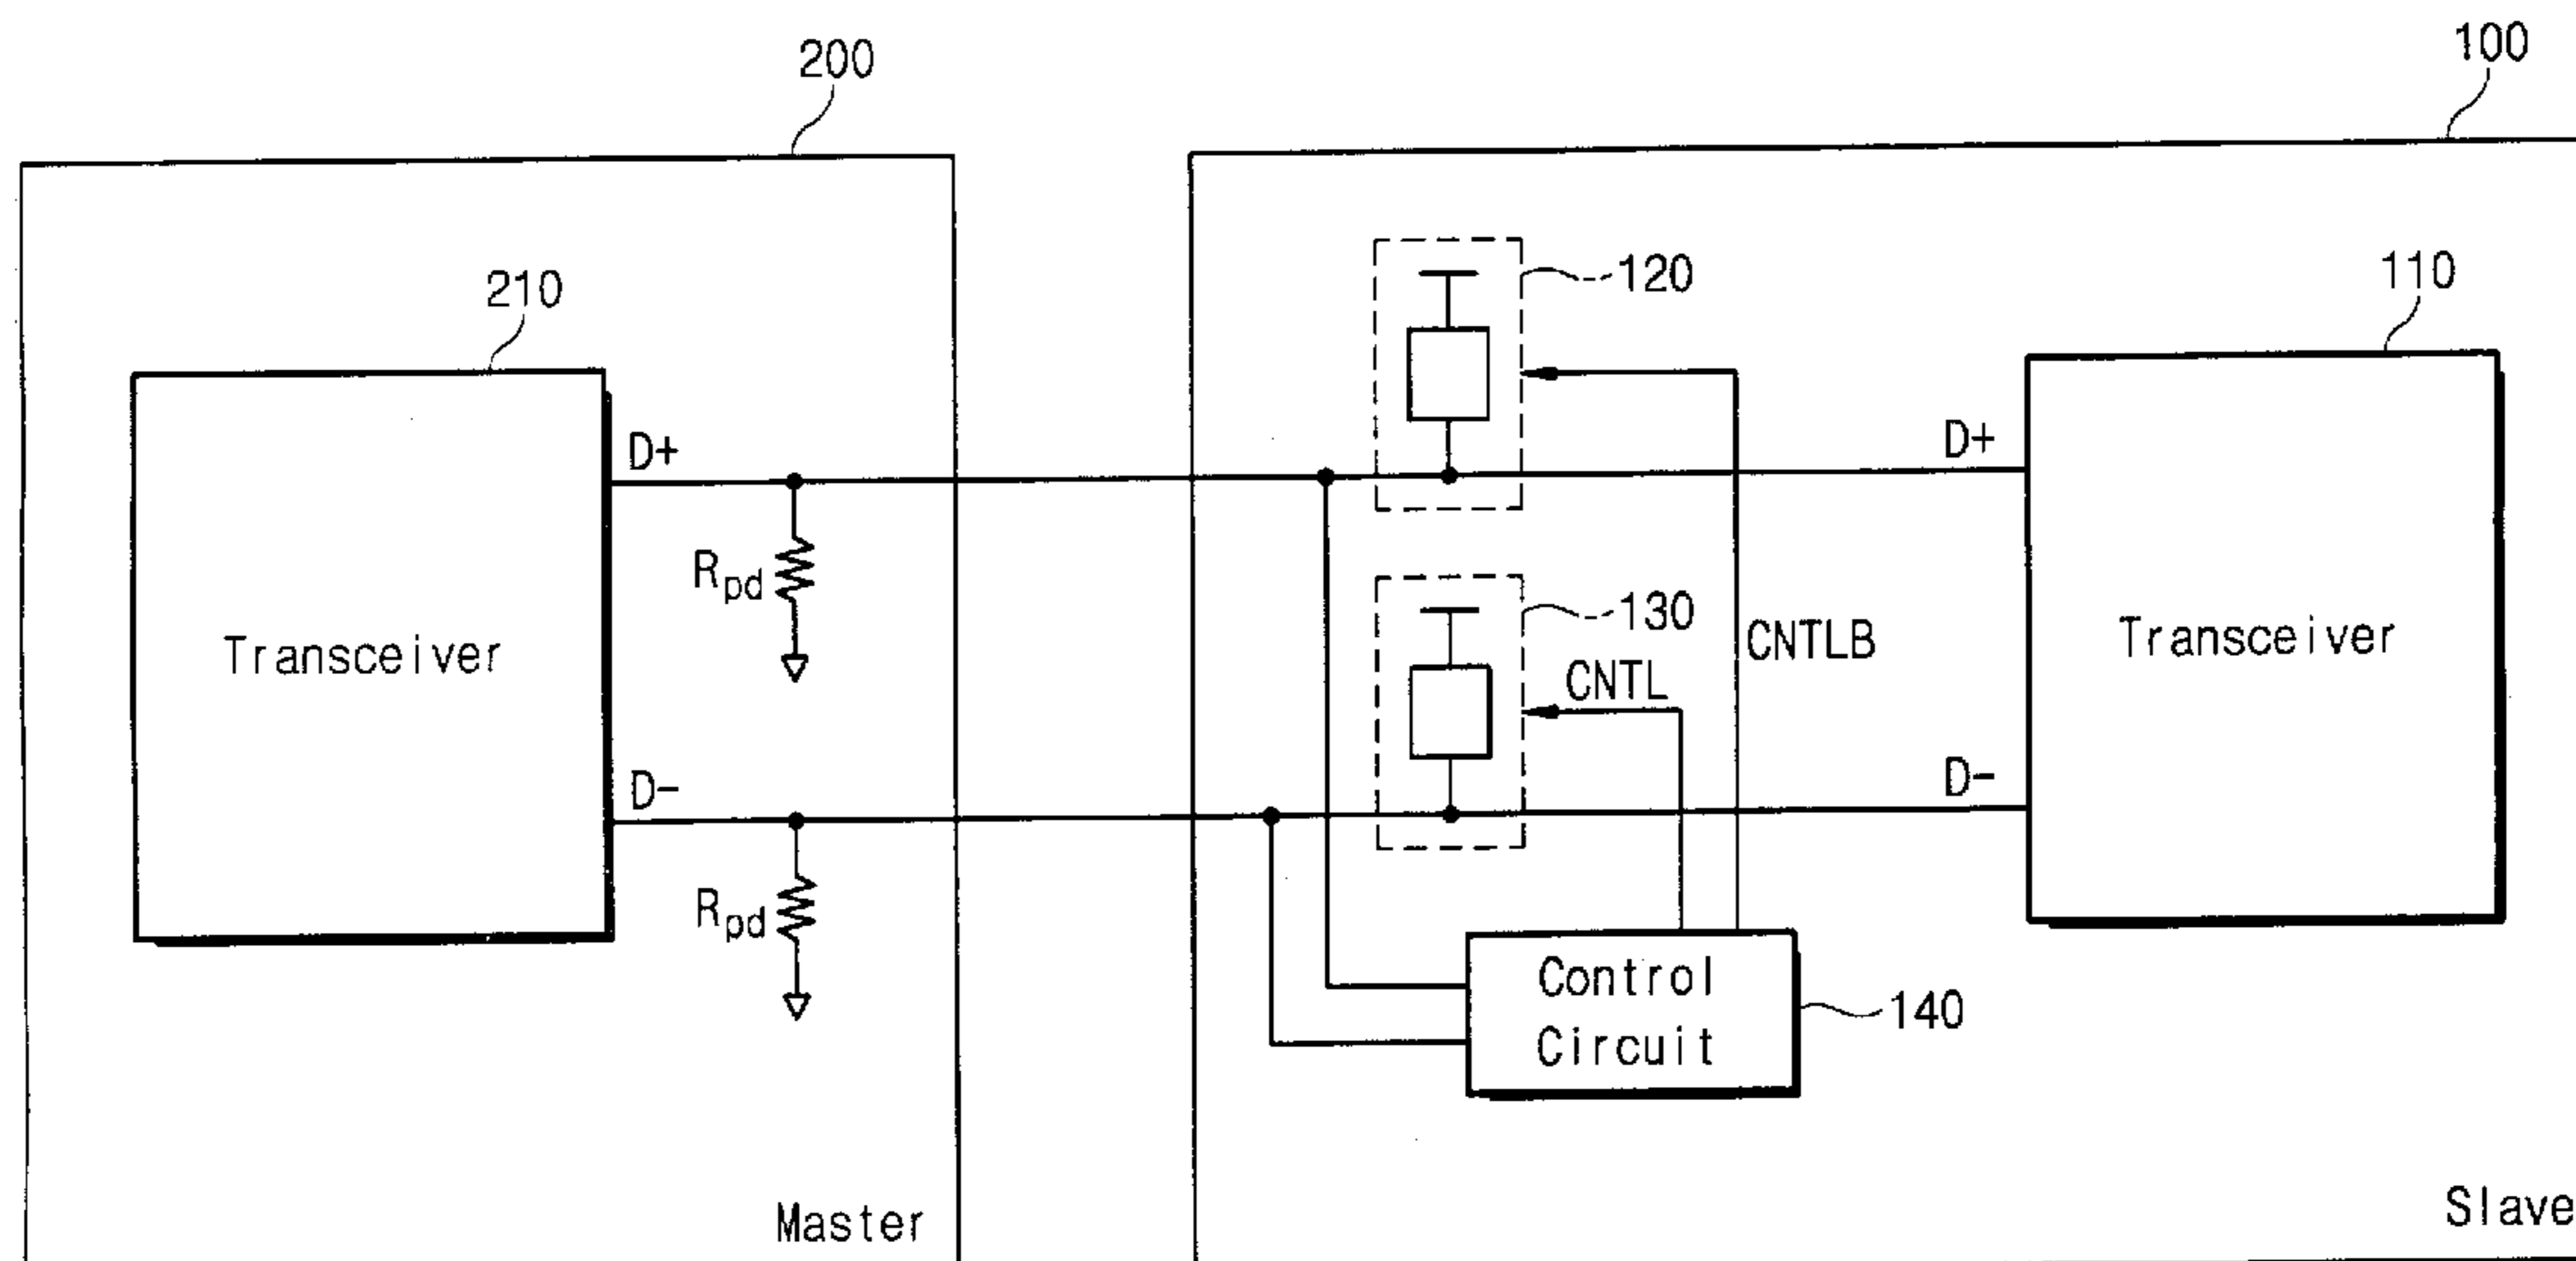 200
100
210
120
110
D+
D+
Rpd
130
CNTLB
CNTL
Transceiver
Transceiver
D-
D-
Rpd
Control
Circuit
140
Master
Slave